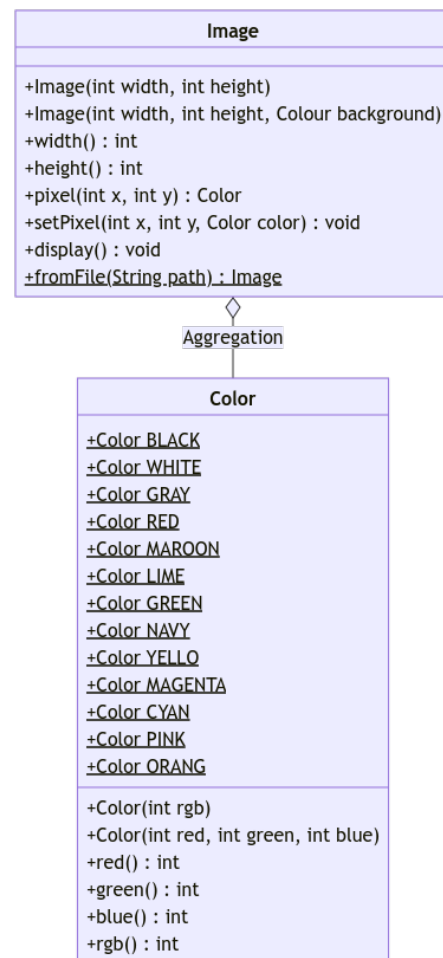 Image
+Image(int width, int height)
+Image(int width, int height, Colour background)
+width() : int
+height() : int
+pixel(int x, int y) : Color
+setPixel(int x, int y, Color color) : void
+display() : void
+fromFile(String path) : Image
Aggregation
Color
+Color BLACK
+Color WHITE
+Color GRAY
+Color RED
+Color MAROON
+Color LIME
+Color GREEN
+Color NAVY
+Color YELLO
+Color MAGENTA
+Color CYAN
+Color PINK
+Color ORANG
+Color(int rgb)
+Color(int red, int green, int blue)
+red() : int
+green() : int
+blue() : int
+rgb() : int